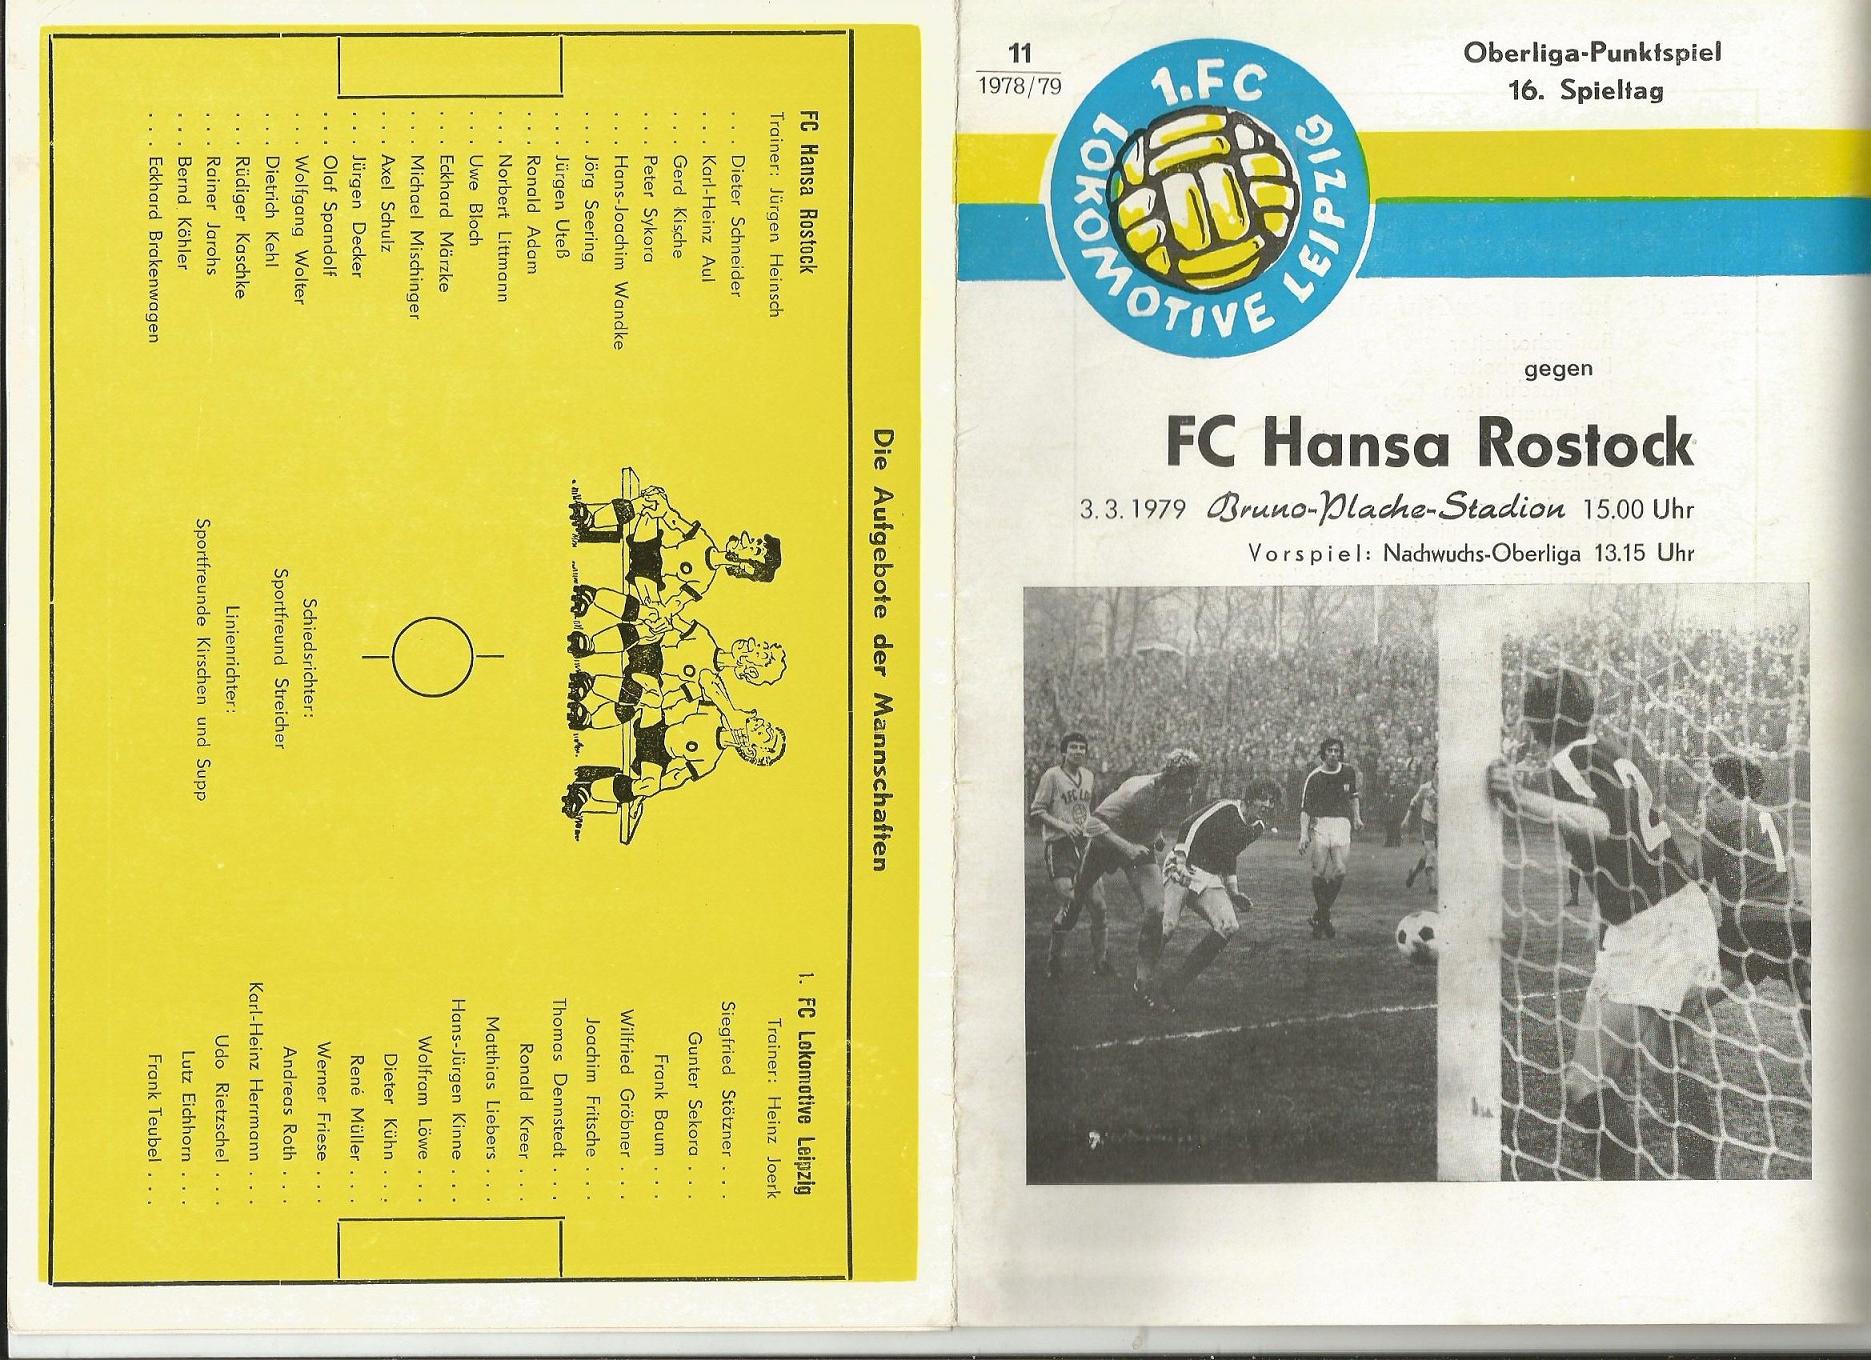 Die Aufgebote der Mannschaften
FC Hansa Rostock
Trainer: Jürgen Heinsch
. . Dieter Schneider
. . Karl-Heinz Aul
. . Gerd Kische
. . Peter Sykora
. . Hans-Joachim Wandke
. . Jörg Seering
. . Jürgen Uteß
. . Ronald Adam
. . Norbert Littmann
. . Uwe Bloch
. . Eckhard Märzke
. . Michael Mischinger
. . Axel Schulz
. . Jürgen Decker
. . Olaf Spandolf
. . Wolfgang Wolter
. . Dietrich Kehl
. . Rüdiger Kaschke
. . Rainer Jarohs
. . Bernd Köhler
. . Eckhard Brakenwagen
Schiedsrichter:
Sportfreund Streicher
Linienrichter:
Sportfreunde Kirschen und Supp
1. FC Lokomotive Leipzig
Trainer: Heinz Joerk
Siegfried Stötzner . . .
Gunter Sekora . . .
Frank Baum . . .
Wilfried Gröbner . . .
Joachim Fritsche . . .
Thomas Dennstedt . . .
Ronald Kreer . . .
Matthias Liebers . . .
Hans-Jürgen Kinne . . .
Wolfram Löwe . . .
Dieter Kühn . . .
René Müller . . .
Werner Friese . . .
Andreas Roth . . .
Karl-Heinz Herrmann . . .
Udo Rietzschel . . .
Lutz Eichhorn . . .
Frank Teubel . . .
11
1978/79
1.FC
LOKOMOTIVE LEIPZIG
Oberliga-Punktspiel
16. Spieltag
gegen
FC Hansa Rostock
3.3.1979 Bruno-Plache-Stadion 15.00 Uhr
Vorspiel: Nachwuchs-Oberliga 13.15 Uhr
1.FC LO
2
1